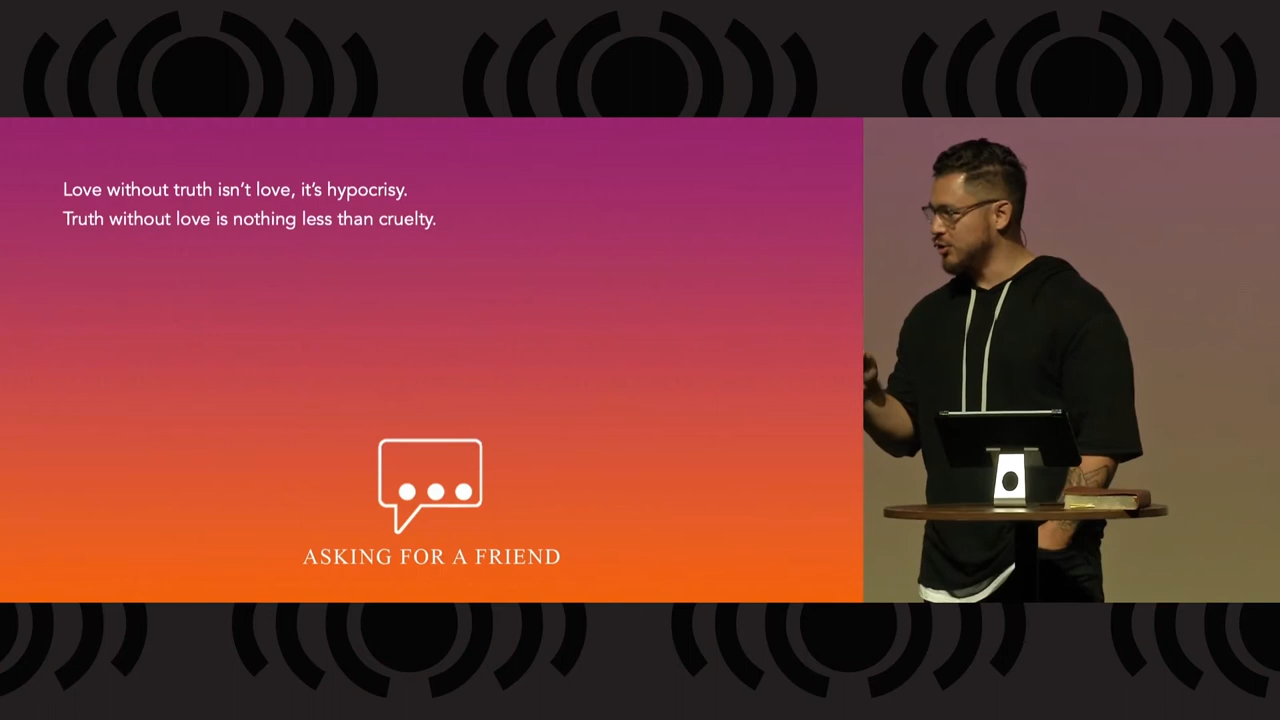 Love without truth isn’t love, it’s hypocrisy.
Truth without love is nothing less than cruelty.
ASKING FOR A FRIEND